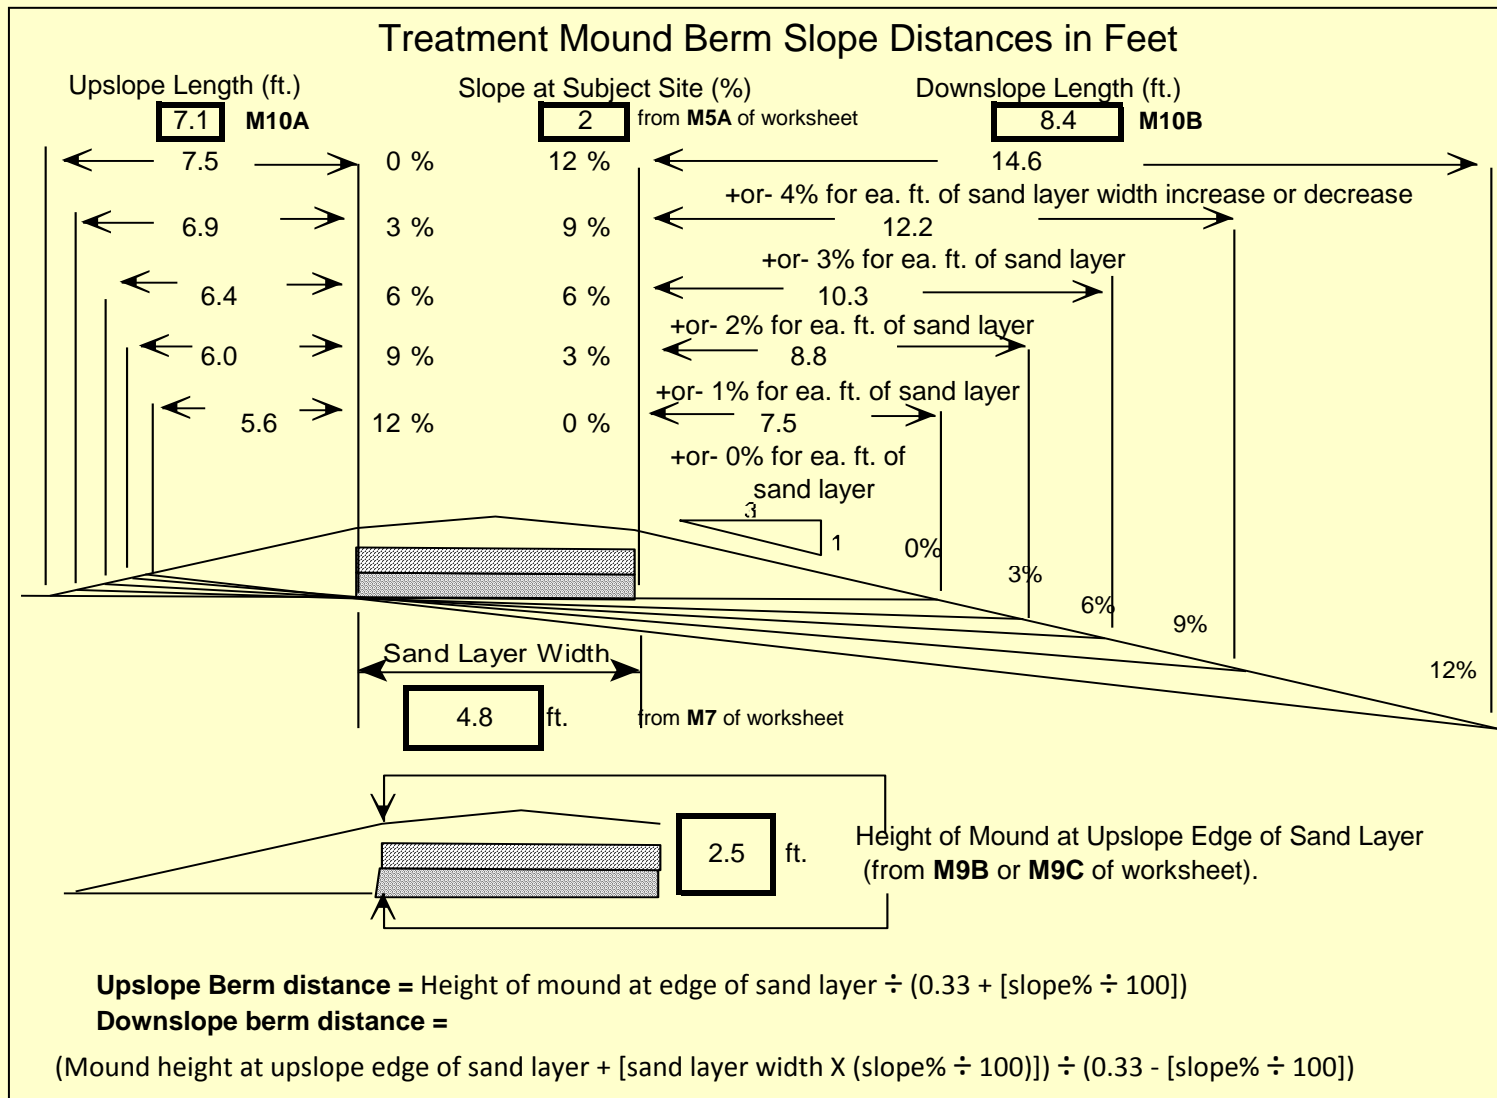 Treatment Mound Berm Slope Distances in Feet
Upslope Length (ft.) Slope at Subject Site (%) Downslope Length (ft.)
7.1 M10A 2 from M5A of worksheet 8.4 M10B
7.5 0 % 12 % 14.6
+or- 4% for ea. ft. of sand layer width increase or decrease
6.9 3 % 9 % 12.2
+or- 3% for ea. ft. of sand layer
6.4 6 % 6 % 10.3
+or- 2% for ea. ft. of sand layer
6.0 9 % 3 % 8.8
+or- 1% for ea. ft. of sand layer
5.6 12 % 0 % 7.5
+or- 0% for ea. ft. of
sand layer
3
1
0%
3%
6%
9%
12%
Sand Layer Width
4.8 ft. from M7 of worksheet
2.5 ft. Height of Mound at Upslope Edge of Sand Layer
(from M9B or M9C of worksheet).
Upslope Berm distance = Height of mound at edge of sand layer ÷ (0.33 + [slope% ÷ 100])
Downslope berm distance =
(Mound height at upslope edge of sand layer + [sand layer width X (slope% ÷ 100)]) ÷ (0.33 - [slope% ÷ 100])